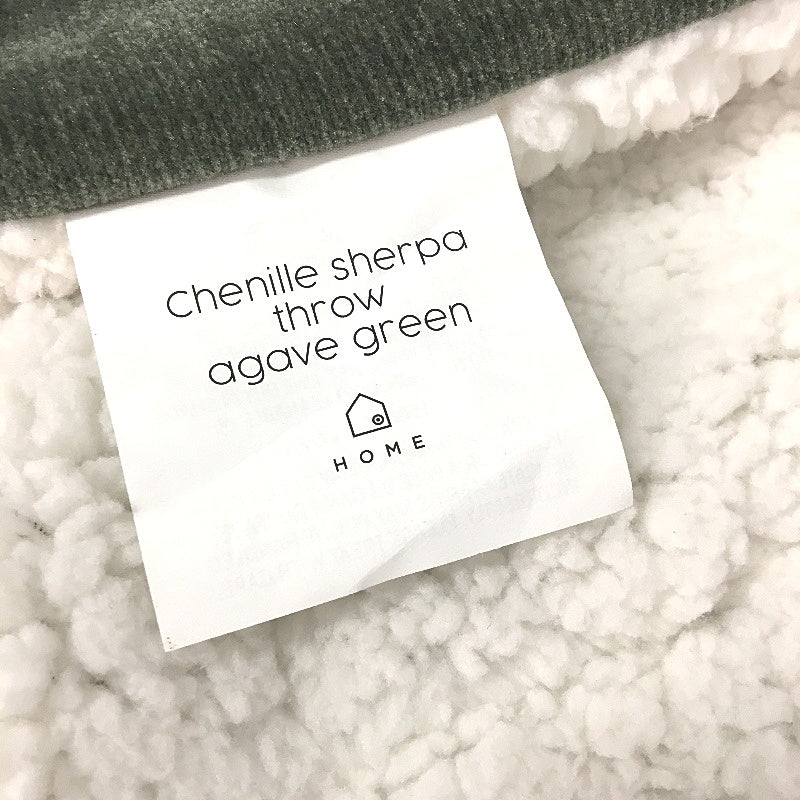 Chenille sherpa
throw
agave green
HOME